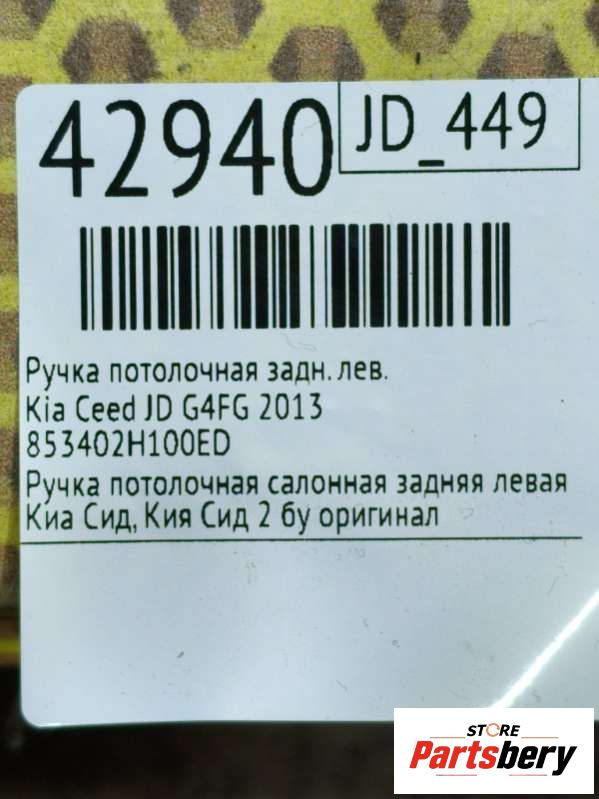 42940
JD_449
Ручка потолочная задн. лев.
Kia Ceed JD G4FG 2013
853402H100ED
Ручка потолочная салонная задняя левая
Киа Сид, Кия Сид 2 бу оригинал
STORE
Partsbery